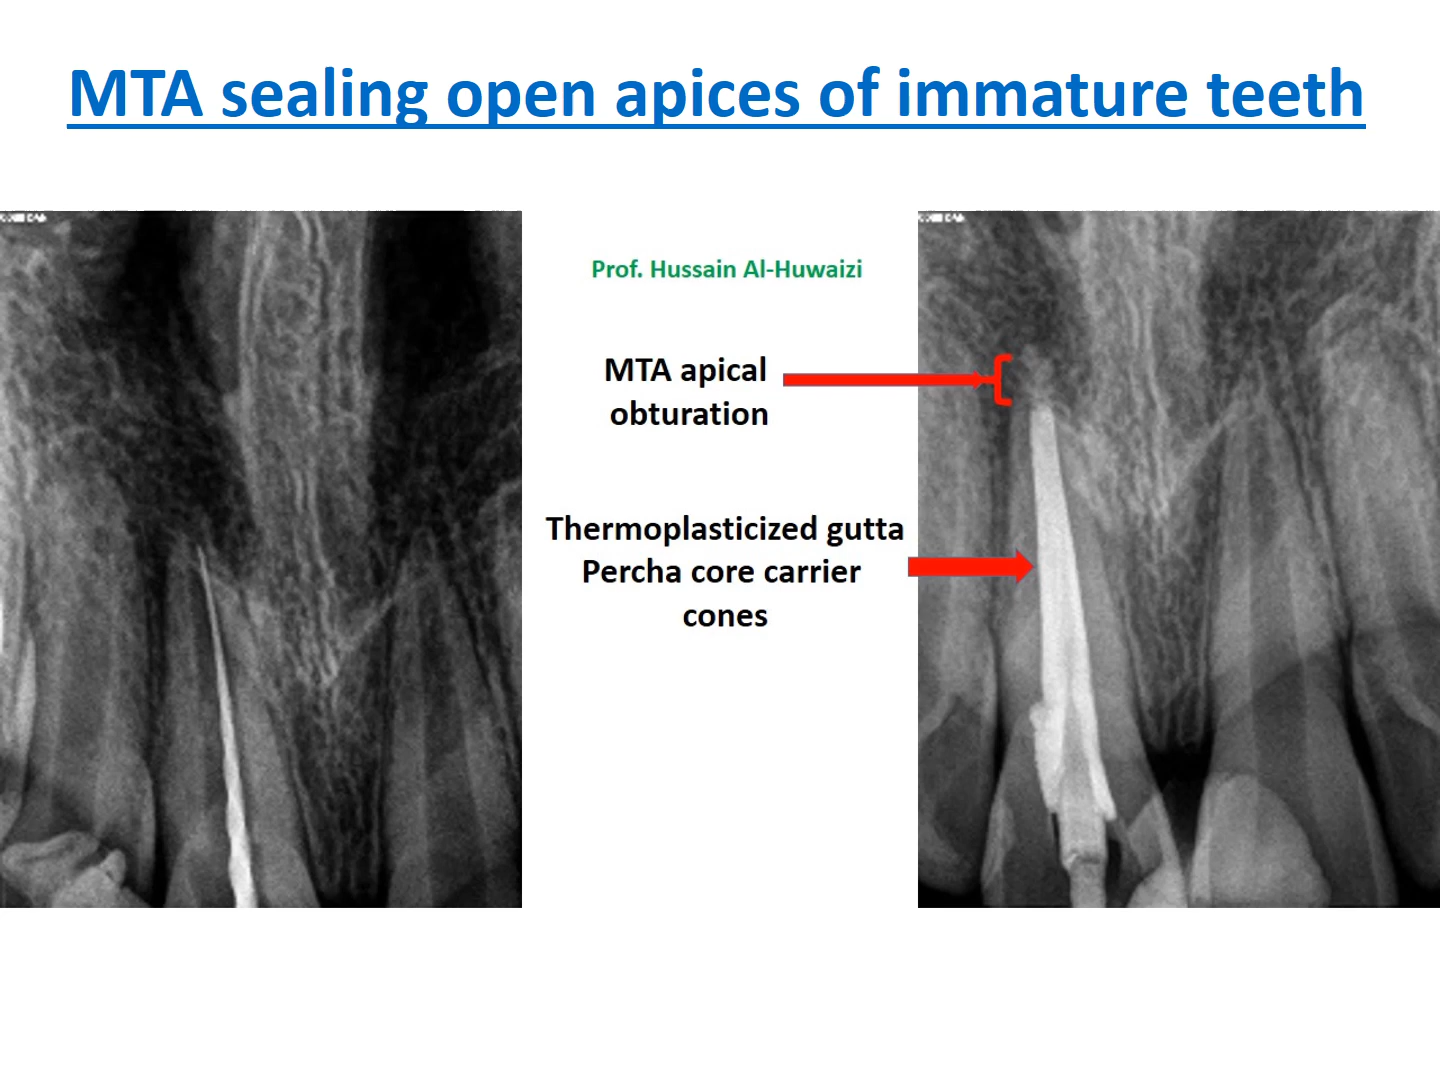 MTA sealing open apices of immature teeth
Prof. Hussain Al-Huwaizi
MTA apical
obturation
Thermoplasticized gutta
Percha core carrier
cones